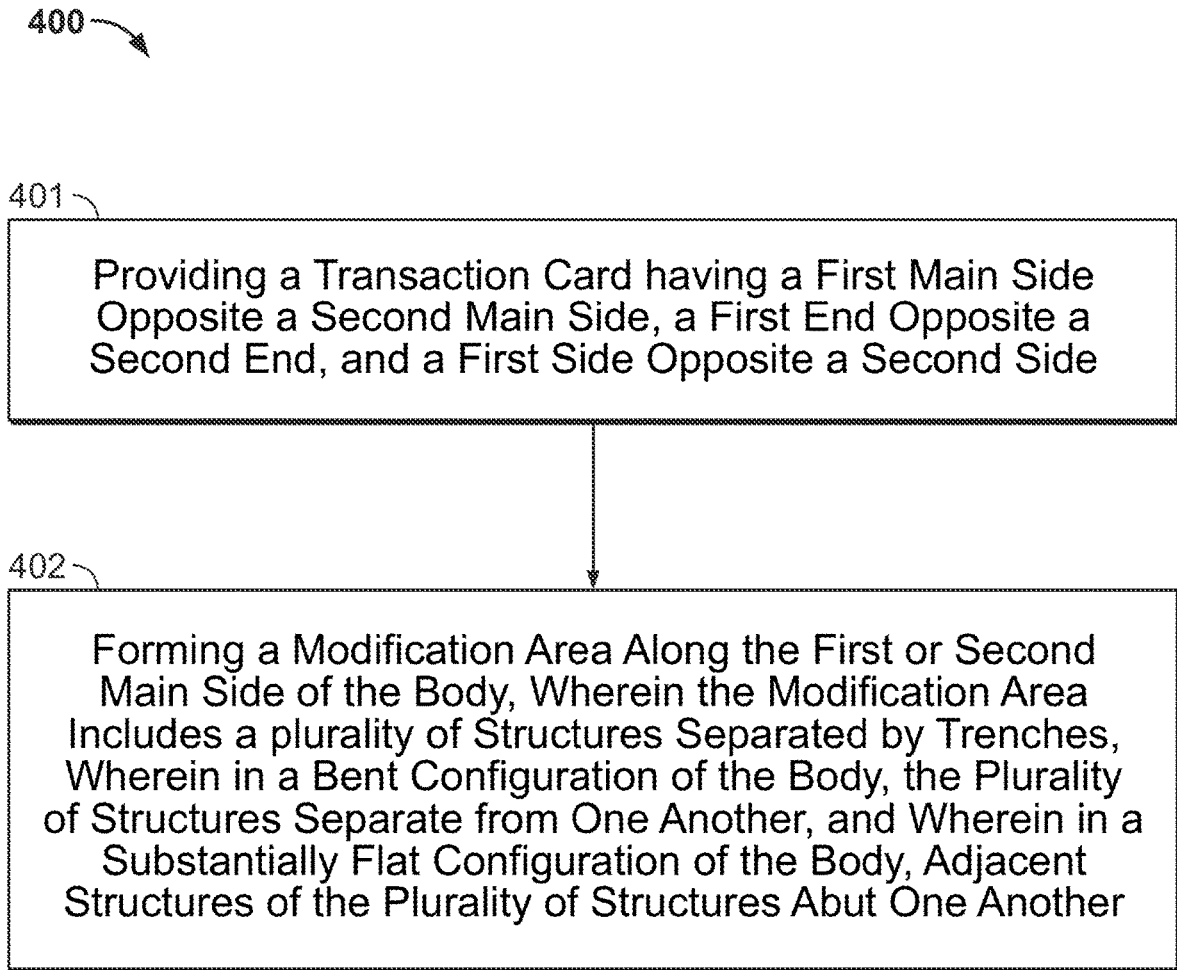 400
401
Providing a Transaction Card having a First Main Side
Opposite a Second Main Side, a First End Opposite a
Second End, and a First Side Opposite a Second Side
402
Forming a Modification Area Along the First or Second
Main Side of the Body, Wherein the Modification Area
Includes a plurality of Structures Separated by Trenches,
Wherein in a Bent Configuration of the Body, the Plurality
of Structures Separate from One Another, and Wherein in a
Substantially Flat Configuration of the Body, Adjacent
Structures of the Plurality of Structures Abut One Another